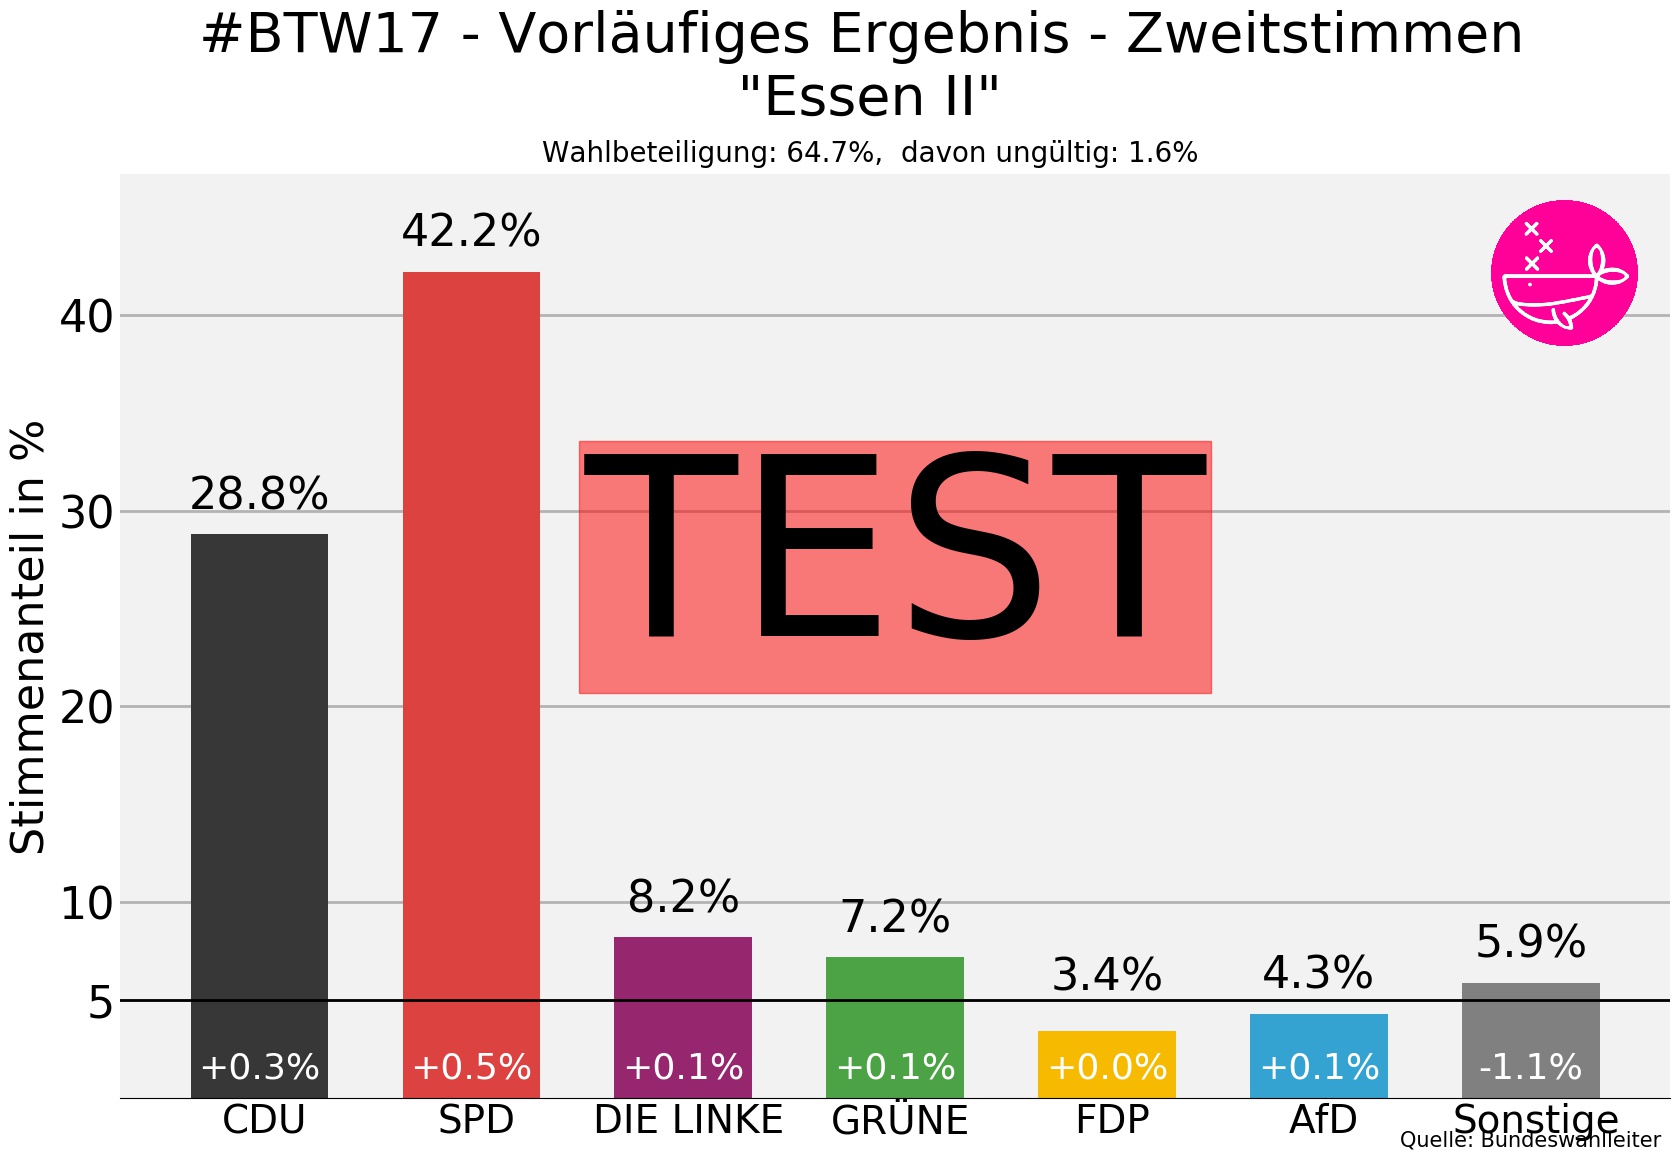 #BTW17 - Vorläufiges Ergebnis - Zweitstimmen
"Essen II"
Wahlbeteiligung: 64.7%,  davon ungültig: 1.6%
Stimmenanteil in %
40
30
20
10
5
28.8%
42.2%
8.2%
7.2%
3.4%
4.3%
5.9%
TEST
+0.3%
+0.5%
+0.1%
+0.1%
+0.0%
+0.1%
-1.1%
CDU
SPD
DIE LINKE
GRÜNE
FDP
AfD
Sonstige
Quelle: Bundeswahlleiter